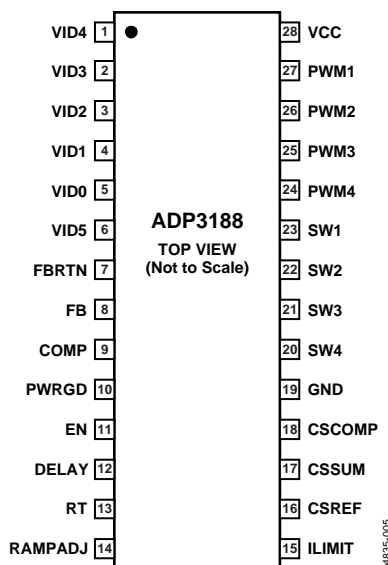 VID4 1 28 VCC
VID3 2 27 PWM1
VID2 3 26 PWM2
VID1 4 25 PWM3
VID0 5 24 PWM4
ADP3188
VID5 6 23 SW1
TOP VIEW
(Not to Scale)
FBRTN 7 22 SW2
FB 8 21 SW3
COMP 9 20 SW4
PWRGD 10 19 GND
EN 11 18 CSCOMP
DELAY 12 17 CSSUM
RT 13 16 CSREF
RAMPADJ 14 15 ILIMIT
4835-005